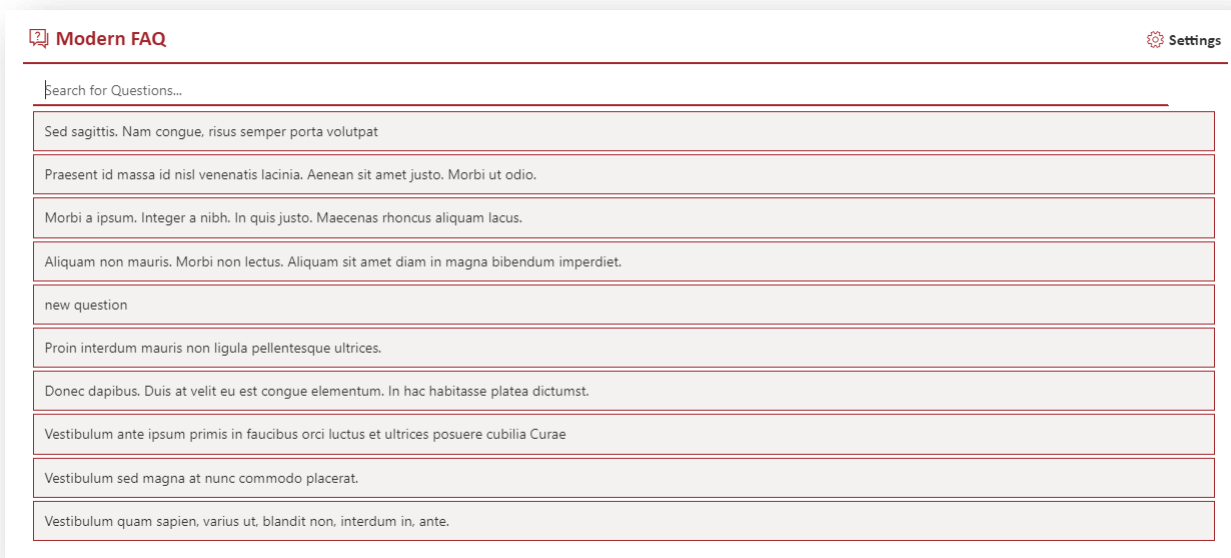 Modern FAQ
Settings
Search for Questions...
Sed sagittis. Nam congue, risus semper porta volutpat
Praesent id massa id nisl venenatis lacinia. Aenean sit amet justo. Morbi ut odio.
Morbi a ipsum. Integer a nibh. In quis justo. Maecenas rhoncus aliquam lacus.
Aliquam non mauris. Morbi non lectus. Aliquam sit amet diam in magna bibendum imperdiet.
new question
Proin interdum mauris non ligula pellentesque ultrices.
Donec dapibus. Duis at velit eu est congue elementum. In hac habitasse platea dictumst.
Vestibulum ante ipsum primis in faucibus orci luctus et ultrices posuere cubilia Curae
Vestibulum sed magna at nunc commodo placerat.
Vestibulum quam sapien, varius ut, blandit non, interdum in, ante.